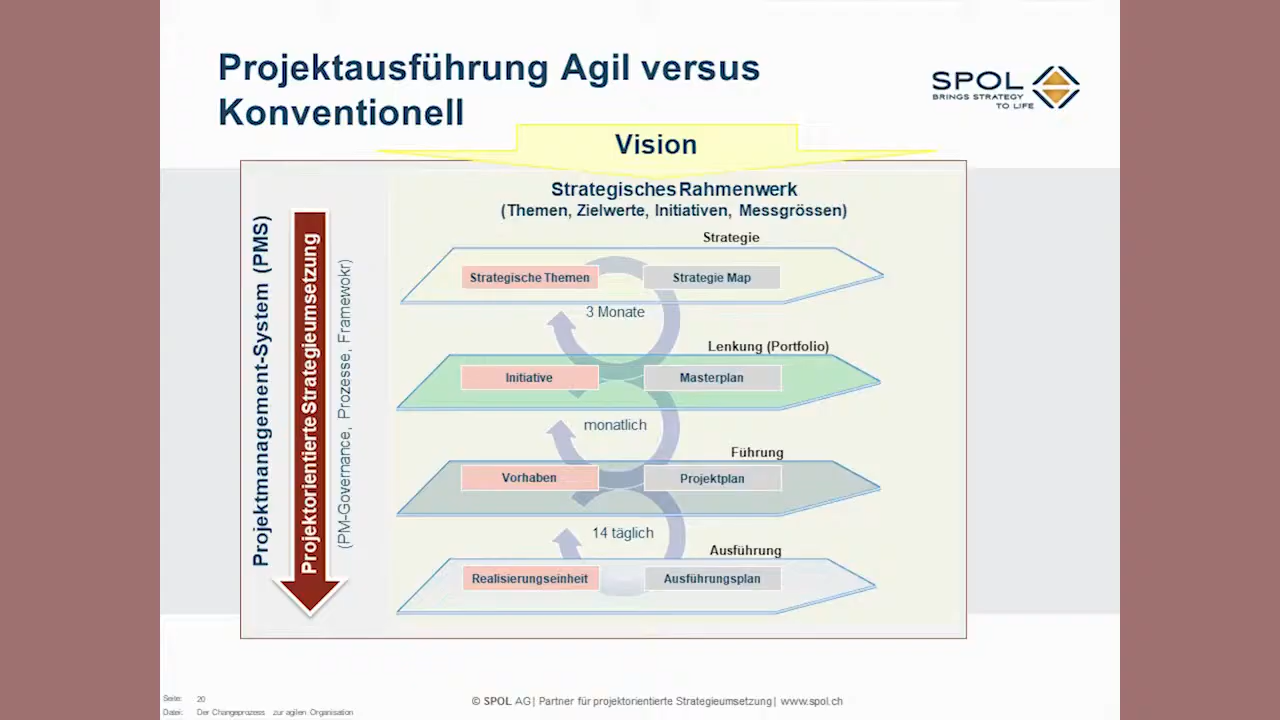 Projektausführung Agil versus
Konventionell
SPOL
BRINGS STRATEGY
TO LIFE
Vision
Strategisches Rahmenwerk
(Themen, Zielwerte, Initiativen, Messgrössen)
Projektmanagement-System (PMS)
Projektorientierte Strategieumsetzung
(PM-Governance, Prozesse, Framewokr)
Strategie
Strategische Themen
Strategie Map
3 Monate
Lenkung (Portfolio)
Initiative
Masterplan
monatlich
Führung
Vorhaben
Projektplan
14 täglich
Ausführung
Realisierungseinheit
Ausführungsplan
Seite: 20
Datei: Der Changeprozess zur agilen Organisation
© SPOL AG| Partner für projektorientierte Strategieumsetzung| www.spol.ch